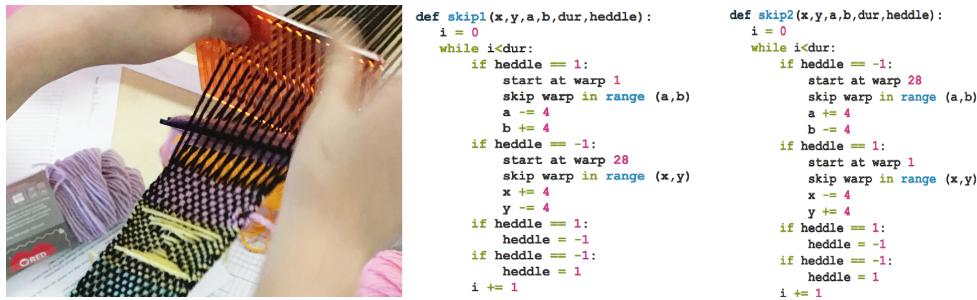 RED
def skip1(x,y,a,b,dur,heddle):
i = 0
while i<dur:
if heddle == 1:
start at warp 1
skip warp in range (a,b)
a -= 4
b += 4
if heddle == -1:
start at warp 28
skip warp in range (x,y)
x += 4
y -= 4
if heddle == 1:
heddle = -1
if heddle == -1:
heddle = 1
i += 1
def skip2(x,y,a,b,dur,heddle):
i = 0
while i<dur:
if heddle == -1:
start at warp 28
skip warp in range (a,b)
a += 4
b -= 4
if heddle == 1:
start at warp 1
skip warp in range (x,y)
x -= 4
y += 4
if heddle == 1:
heddle = -1
if heddle == -1:
heddle = 1
i += 1